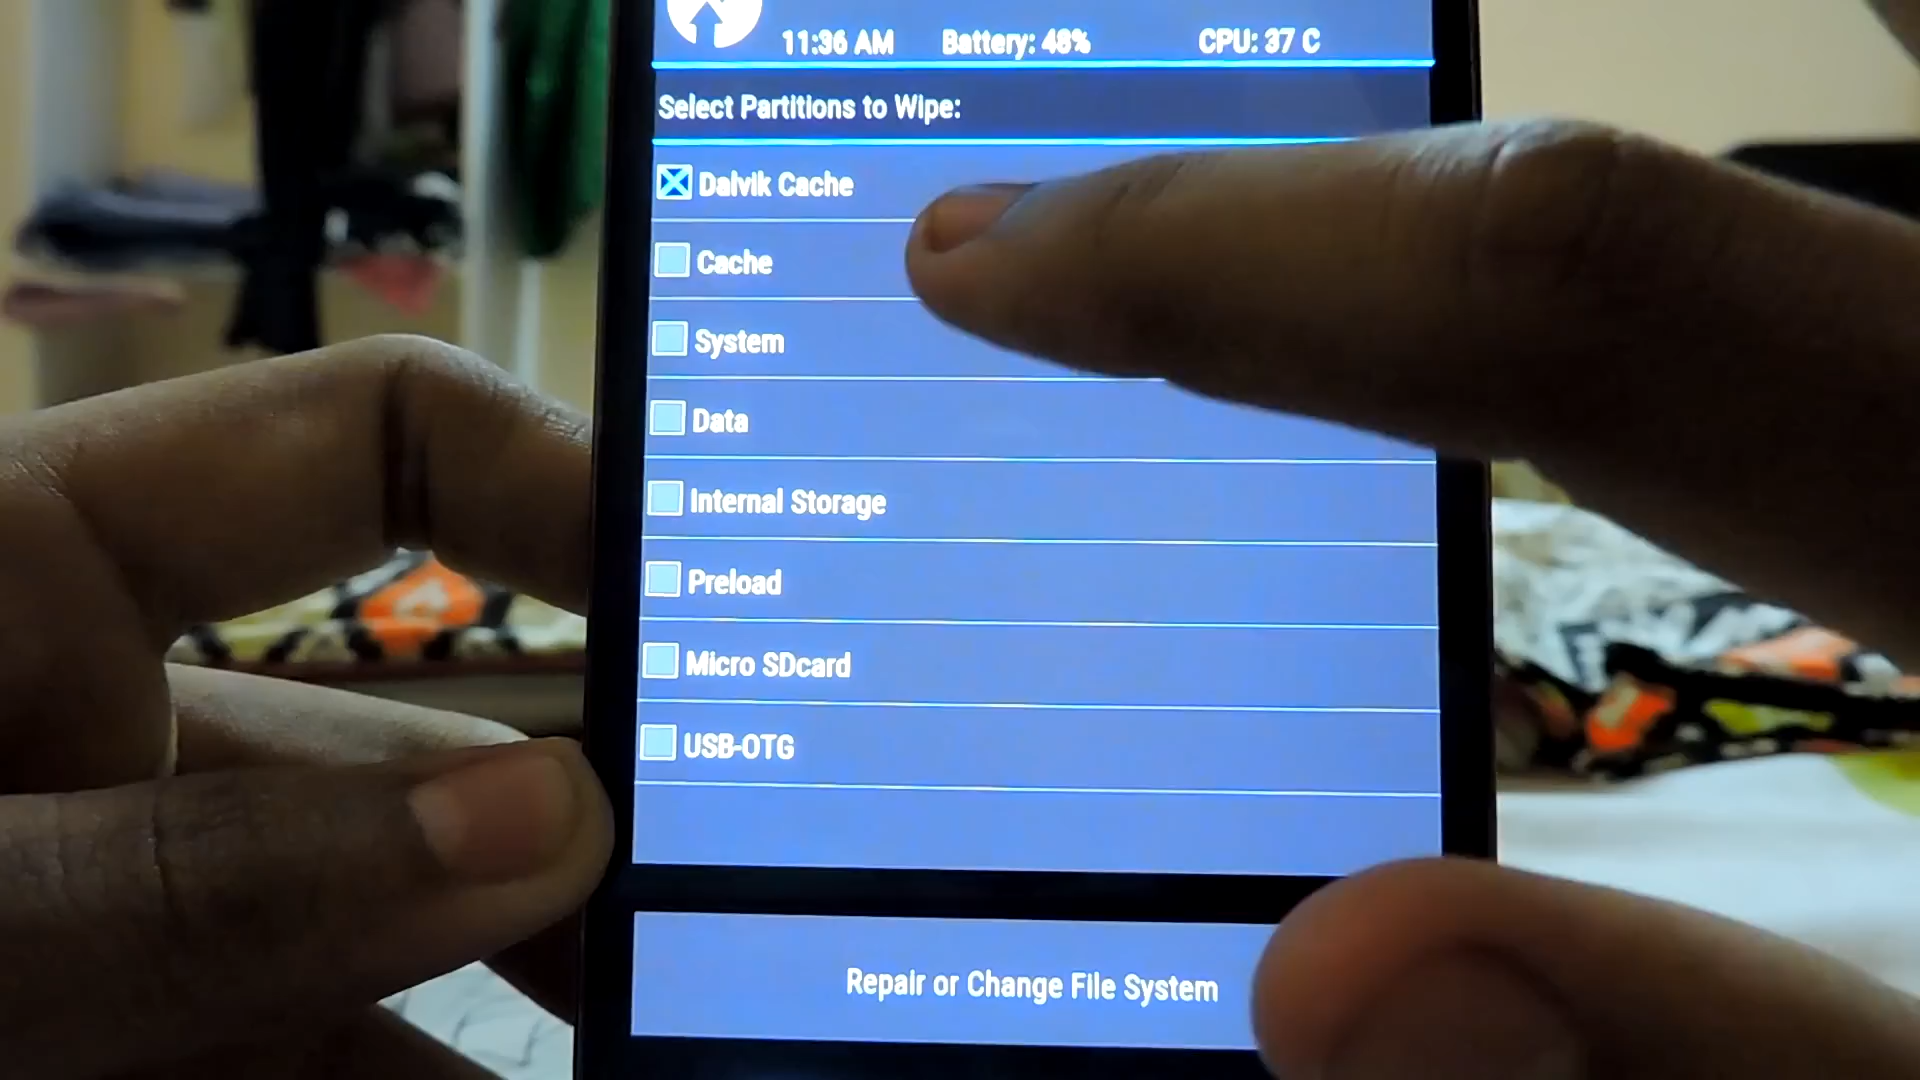 11:36 AM Battery: 48% CPU: 37 C
Select Partitions to Wipe:
Dalvik Cache
Cache
System
Data
Internal Storage
Preload
Micro SDcard
USB-OTG
Repair or Change File System